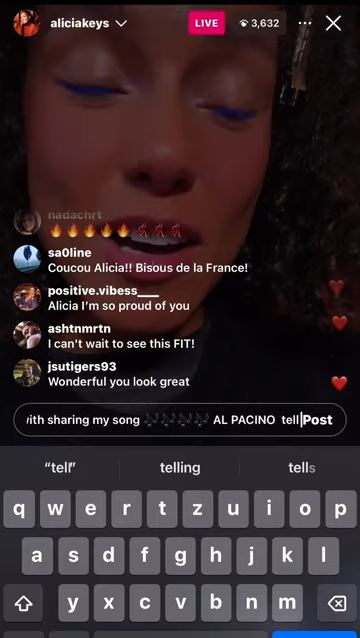 aliciakeys
LIVE
3,632
nadachrt
🔥🔥🔥🔥🔥💃💃💃
sa0line
Coucou Alicia!! Bisous de la France!
positive.vibess___
Alicia I'm so proud of you
ashtnmrtn
I can't wait to see this FIT!
jsutigers93
Wonderful you look great
ith sharing my song 🎶🎶🎶🎶 AL PACINO tell Post
"tell" telling tells
q w e r t z u i o p
a s d f g h j k l
y x c v b n m